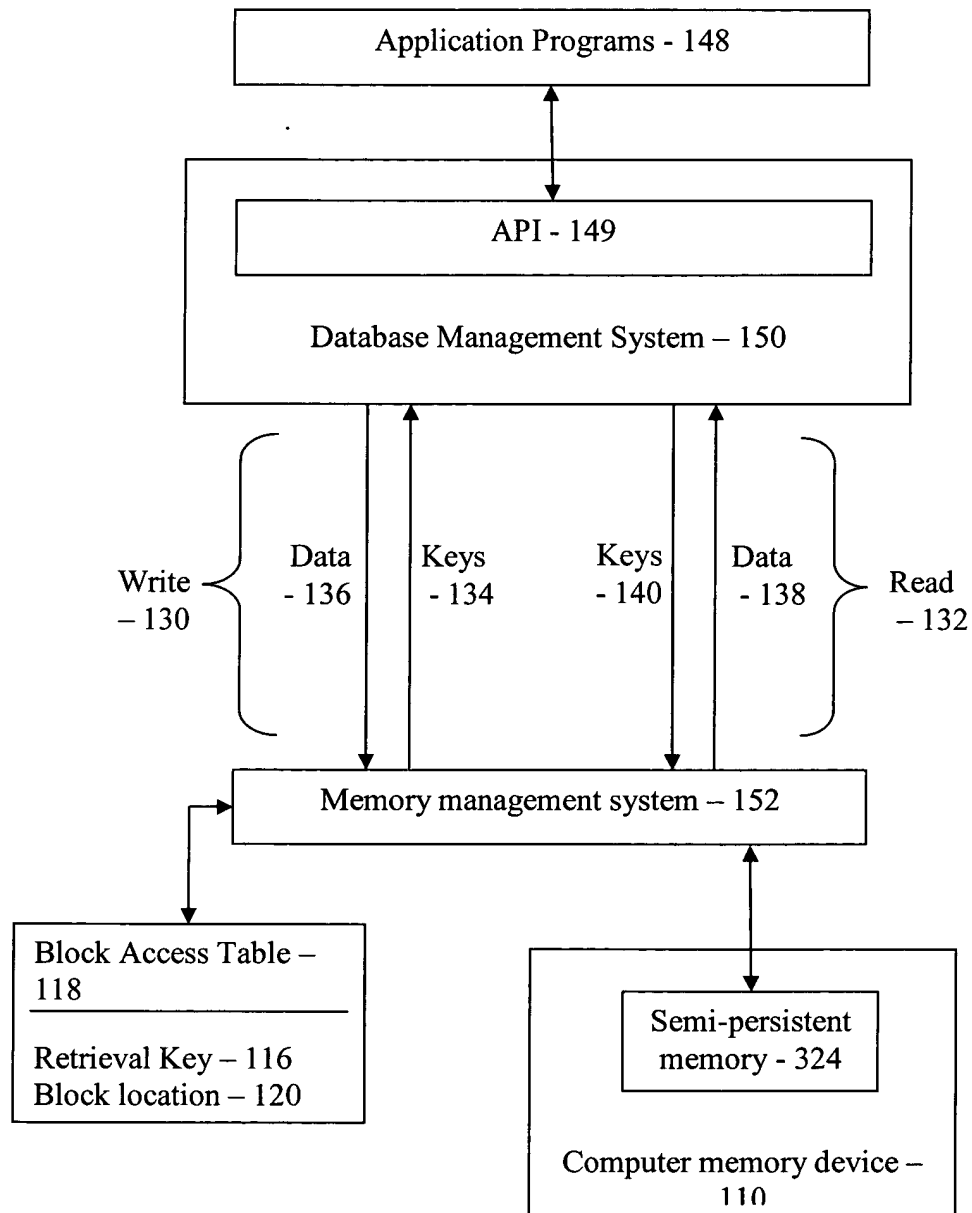 Application Programs - 148
API - 149
Database Management System – 150
Write
– 130
Data
- 136
Keys
- 134
Keys
- 140
Data
- 138
Read
- 132
Memory management system – 152
Block Access Table –
118
Retrieval Key – 116
Block location – 120
Semi-persistent
memory - 324
Computer memory device –
110